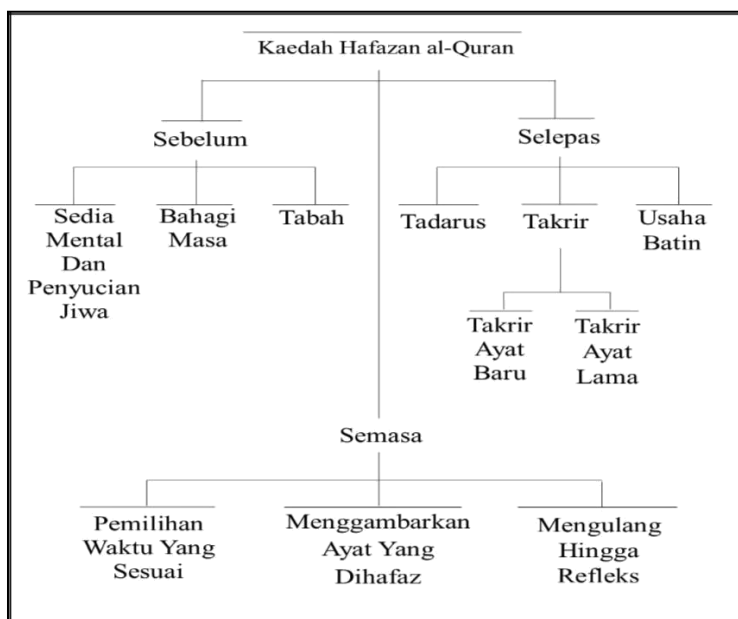 Kaedah Hafazan al-Quran
Sebelum
Selepas
Sedia
Mental
Dan
Penyucian
Jiwa
Bahagi
Masa
Tabah
Tadarus
Takrir
Usaha
Batin
Takrir
Ayat
Baru
Takrir
Ayat
Lama
Semasa
Pemilihan
Waktu Yang
Sesuai
Menggambarkan
Ayat Yang
Dihafaz
Mengulang
Hingga
Refleks